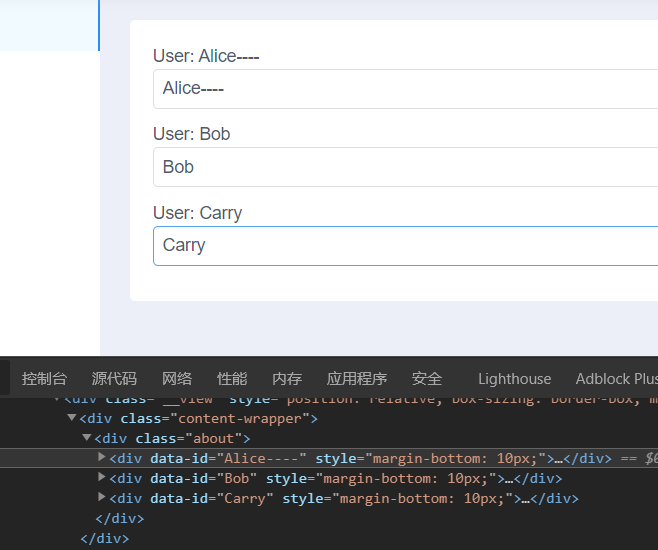 User: Alice----
Alice----
User: Bob
Bob
User: Carry
Carry
控制台 源代码 网络 性能 内存 应用程序 安全 Lighthouse Adblock Plus
<div class="__view" style="position: relative; box-sizing: border-box; m
<div class="content-wrapper">
<div class="about">
<div data-id="Alice----" style="margin-bottom: 10px;">…</div> == $0
<div data-id="Bob" style="margin-bottom: 10px;">…</div>
<div data-id="Carry" style="margin-bottom: 10px;">…</div>
</div>
</div>